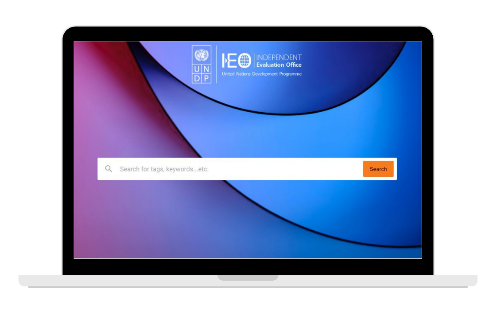 UN
DP
IEO INDEPENDENT
Evaluation Office
United Nations Development Programme
Search for tags, keywords...etc
Search